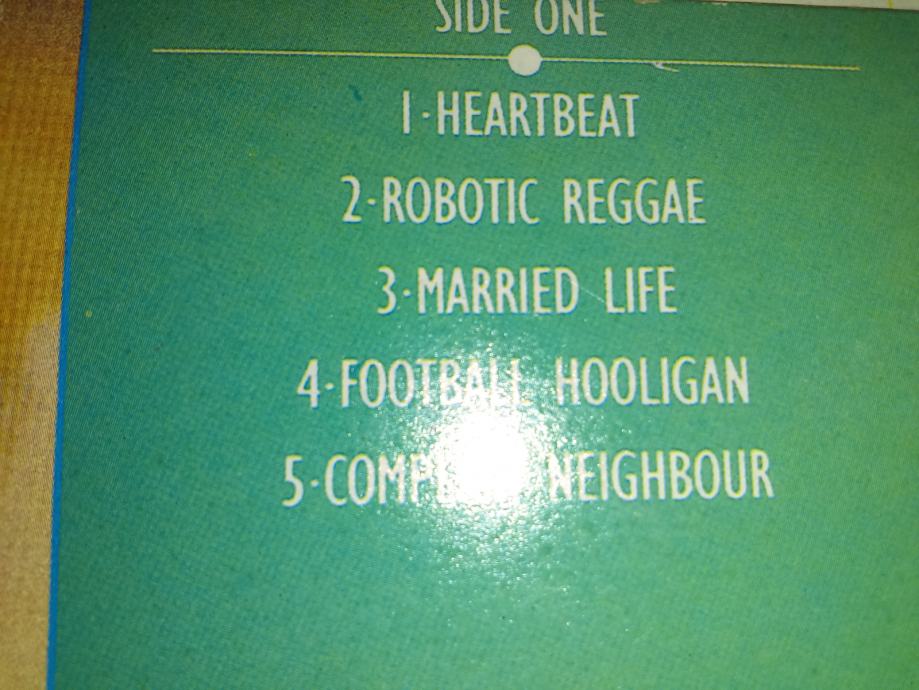 SIDE ONE
1·HEARTBEAT
2·ROBOTIC REGGAE
3·MARRIED LIFE
4·FOOTBALL HOOLIGAN
5· NEIGHBOUR